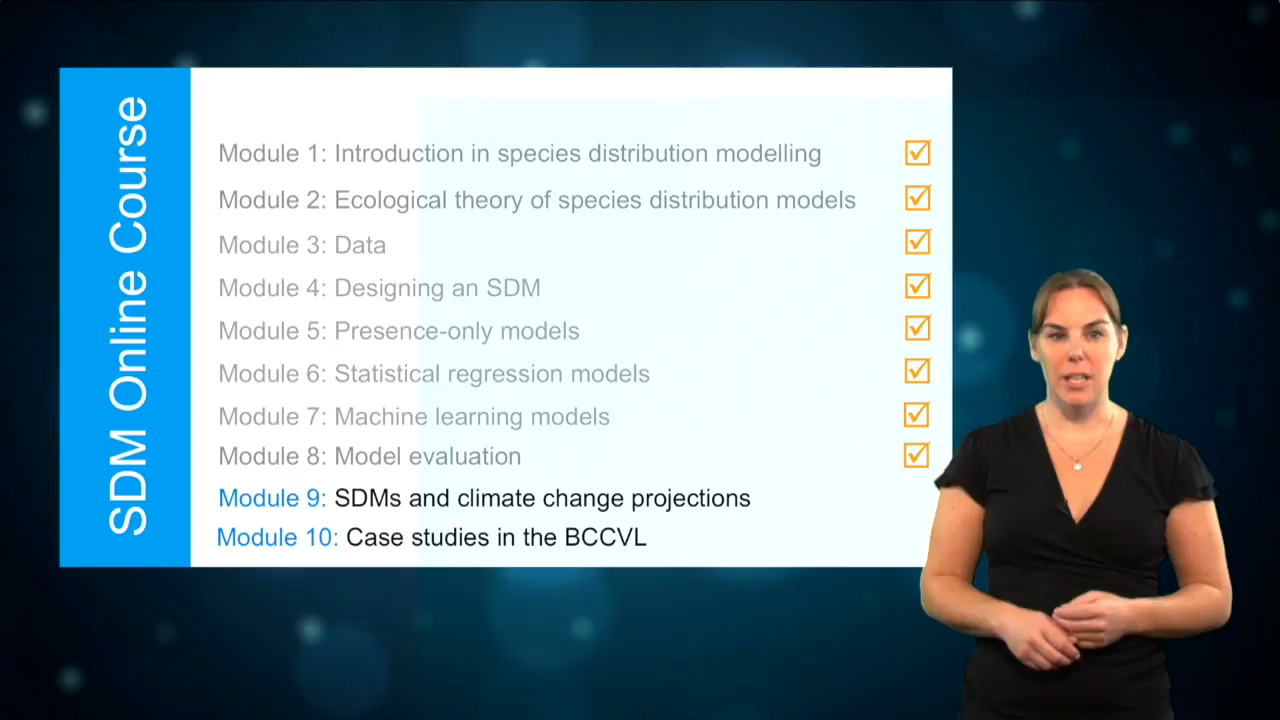 SDM Online Course
Module 1: Introduction in species distribution modelling
Module 2: Ecological theory of species distribution models
Module 3: Data
Module 4: Designing an SDM
Module 5: Presence-only models
Module 6: Statistical regression models
Module 7: Machine learning models
Module 8: Model evaluation
Module 9: SDMs and climate change projections
Module 10: Case studies in the BCCVL